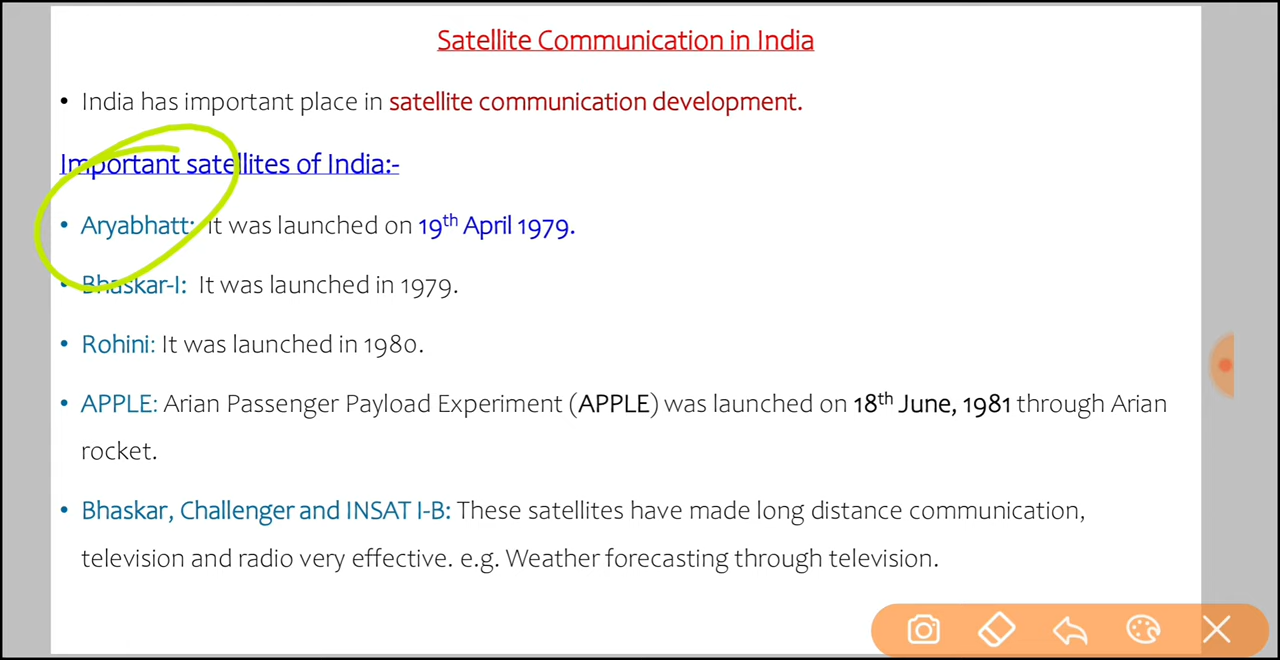 Satellite Communication in India
• India has important place in satellite communication development.
Important satellites of India:-
• Aryabhatt: It was launched on 19th April 1979.
• Bhaskar-I: It was launched in 1979.
• Rohini: It was launched in 1980.
• APPLE: Arian Passenger Payload Experiment (APPLE) was launched on 18th June, 1981 through Arian
rocket.
• Bhaskar, Challenger and INSAT I-B: These satellites have made long distance communication,
television and radio very effective. e.g. Weather forecasting through television.